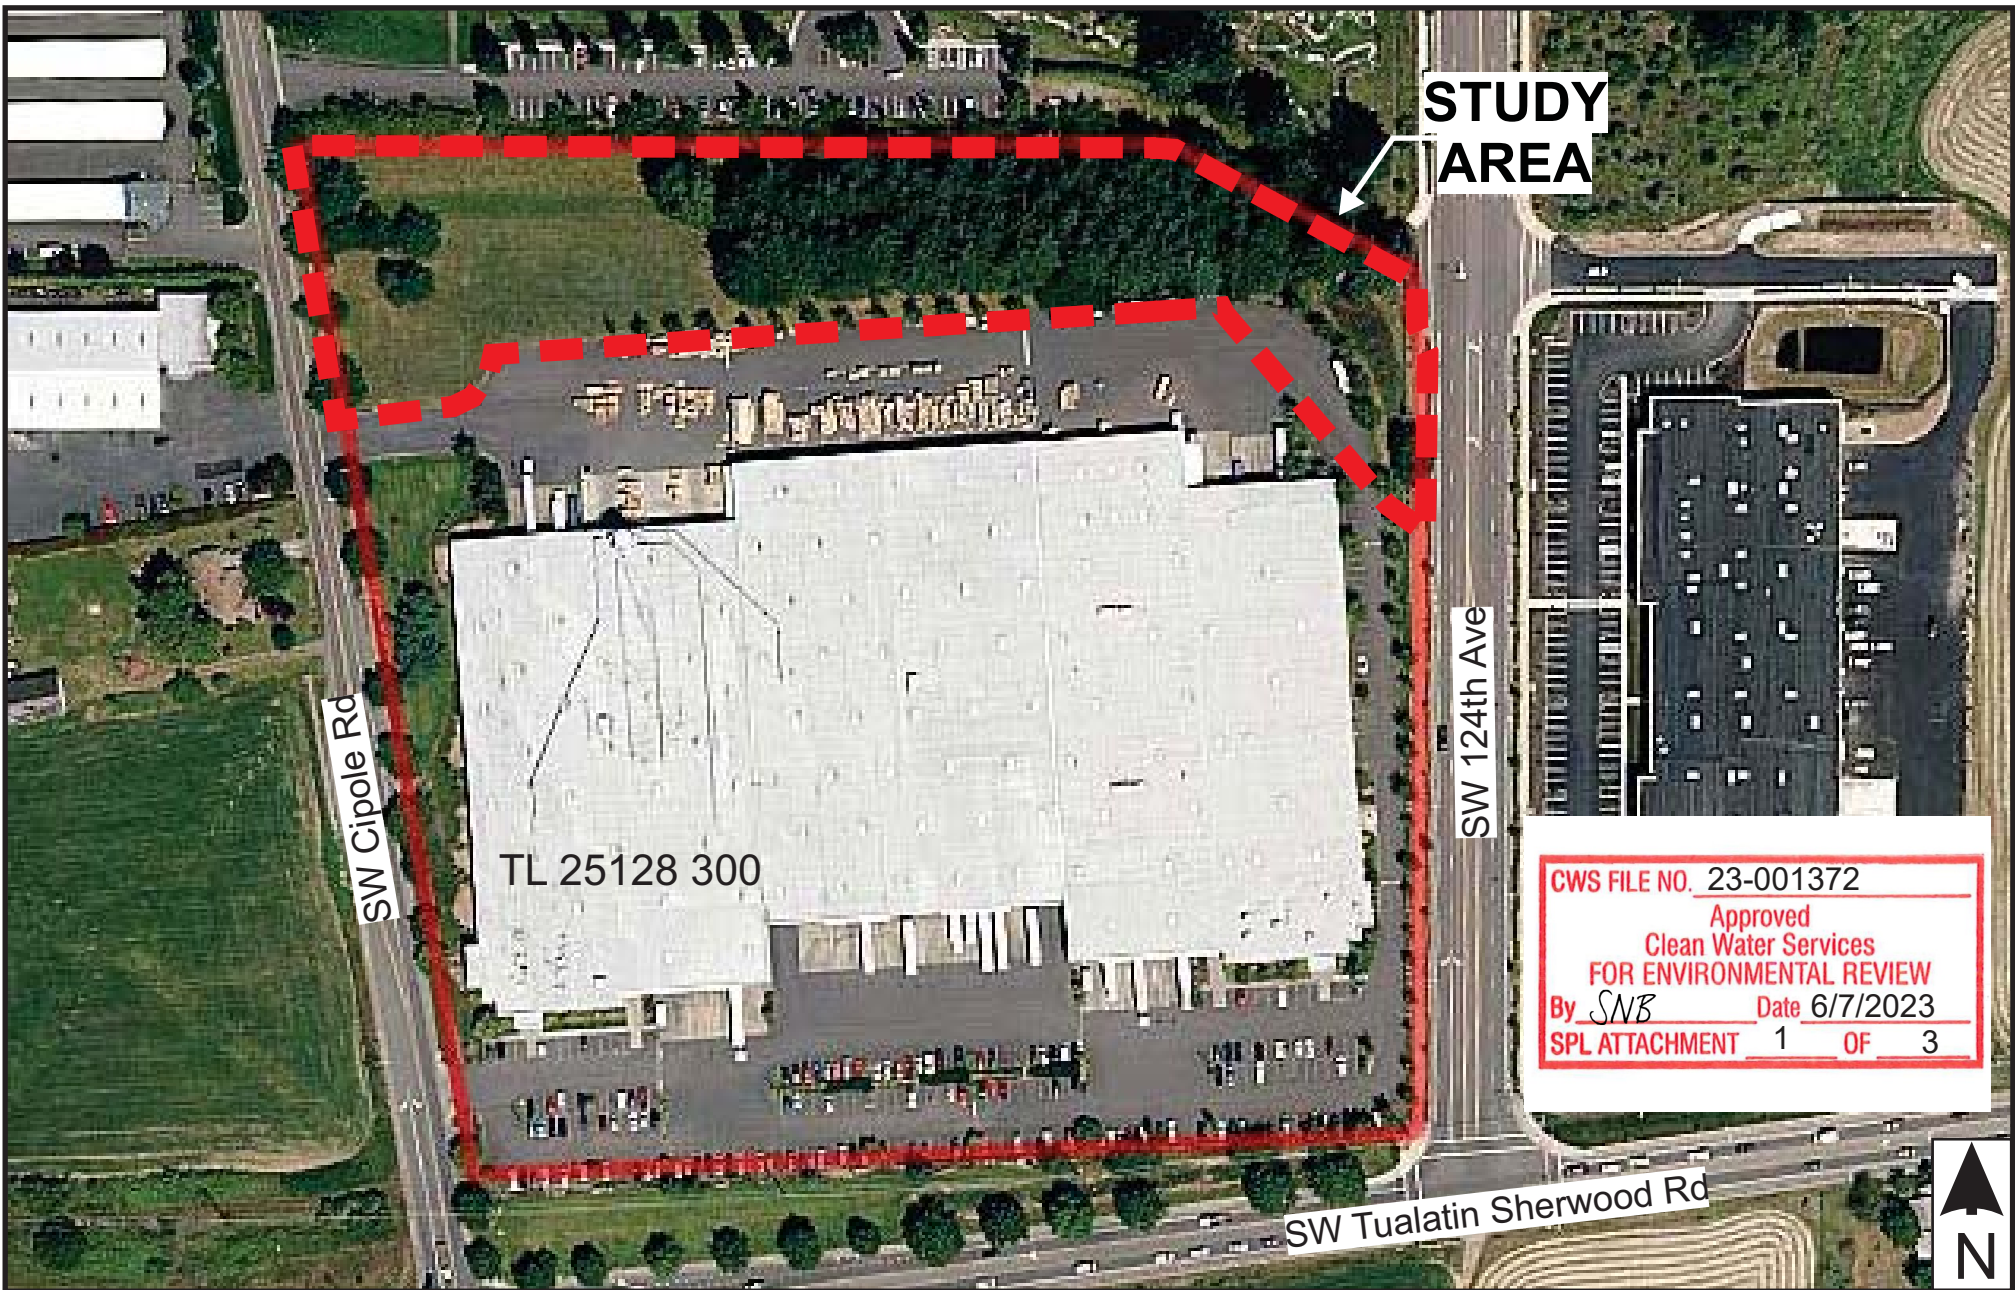 STUDY
AREA
SW 124th Ave
SW Cipole Rd
TL 25128 300
CWS FILE NO. 23-001372
Approved
Clean Water Services
FOR ENVIRONMENTAL REVIEW
By SNB Date 6/7/2023
SPL ATTACHMENT 1 OF 3
SW Tualatin Sherwood Rd
N